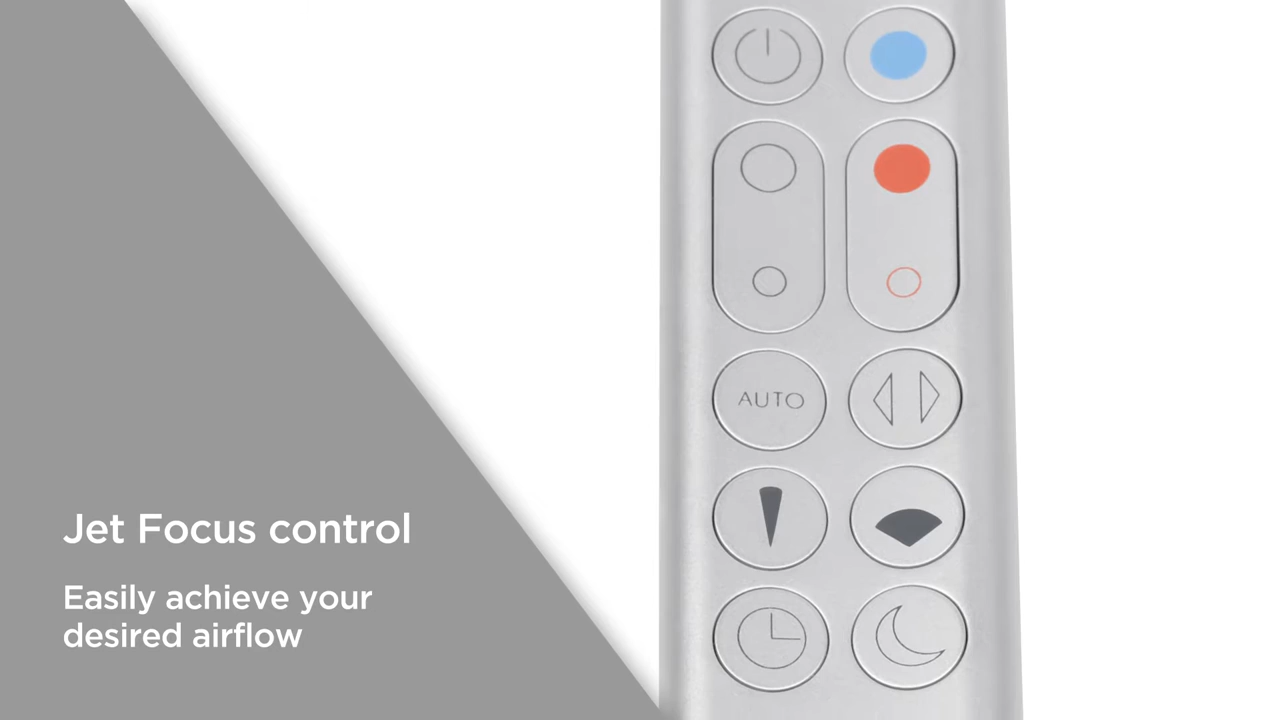 Jet Focus control
Easily achieve your
desired airflow
AUTO